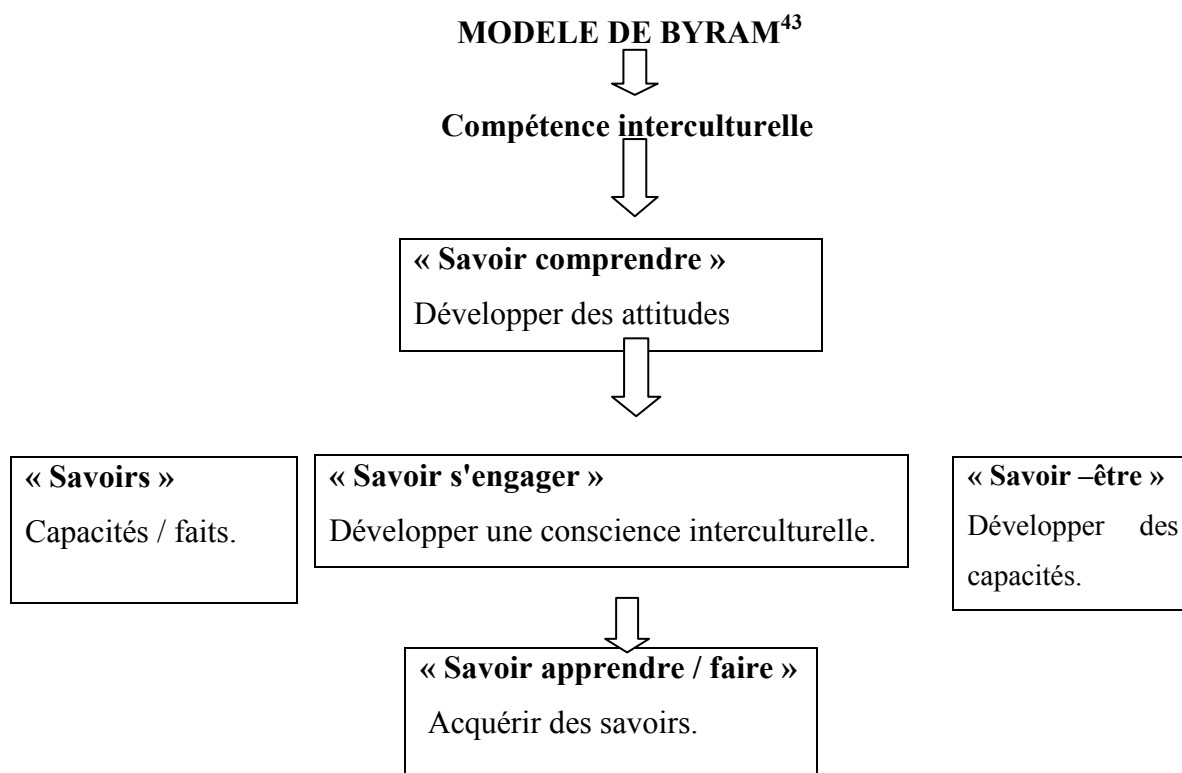 MODELE DE BYRAM43
Compétence interculturelle
« Savoir comprendre »
Développer des attitudes
« Savoirs »
Capacités / faits.
« Savoir s'engager »
Développer une conscience interculturelle.
« Savoir –être »
Développer des
capacités.
« Savoir apprendre / faire »
Acquérir des savoirs.